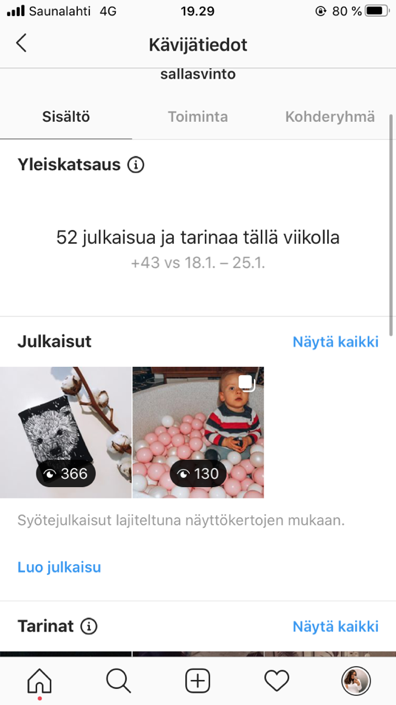 Saunalahti 4G 19.29 80 %
Kävijätiedot
sallasvinto
Sisältö Toiminta Kohderyhmä
Yleiskatsaus
52 julkaisua ja tarinaa tällä viikolla
+43 vs 18.1. – 25.1.
Julkaisut Näytä kaikki
366 130
Syötejulkaisut lajiteltuna näyttökertojen mukaan.
Luo julkaisu
Tarinat Näytä kaikki